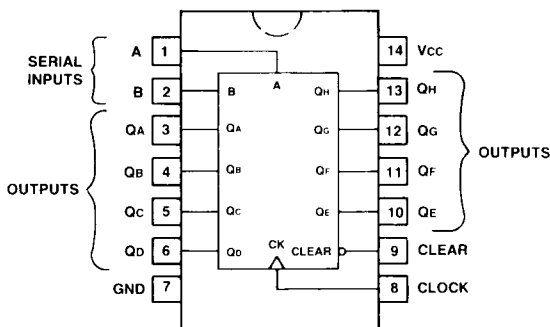 A 1 14 VCC
SERIAL INPUTS
B 2 B A QH 13 QH
QA 3 QA QG 12 QG
OUTPUTS
QB 4 QB QF 11 QF
OUTPUTS
QC 5 QC QE 10 QE
QD 6 QD CK CLEAR 9 CLEAR
GND 7 8 CLOCK